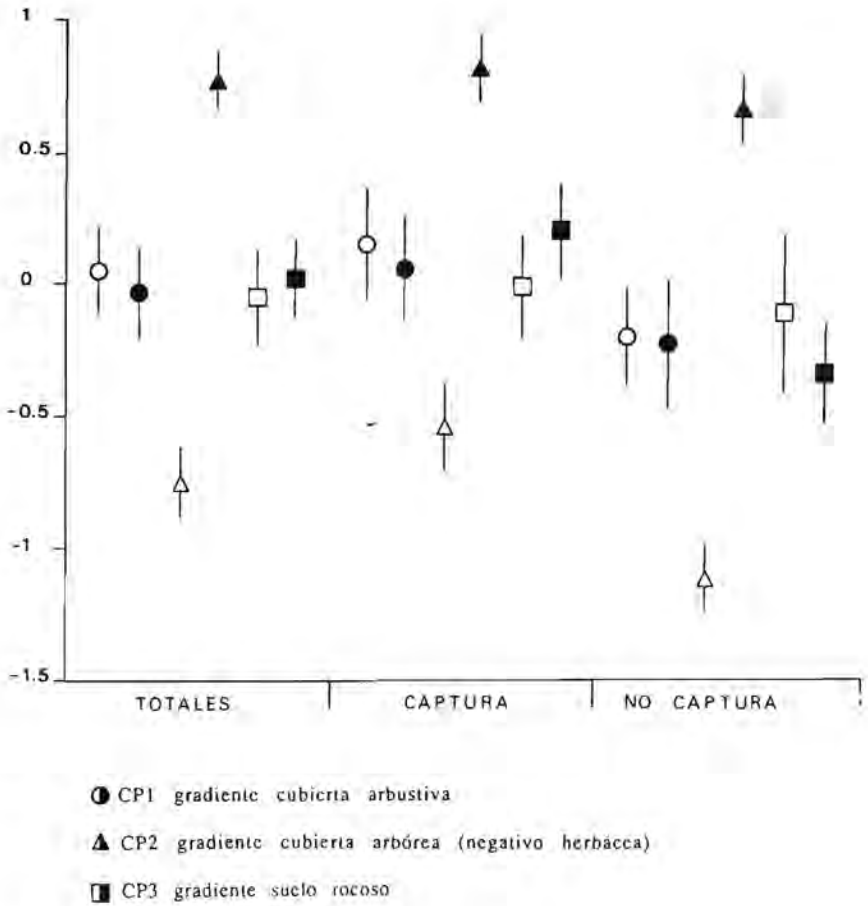 1
0.5
0
-0.5
-1
-1.5
TOTALES CAPTURA NO CAPTURA
CP1 gradiente cubierta arbustiva
CP2 gradiente cubierta arbórea (negativo herbácea)
CP3 gradiente suelo rocoso